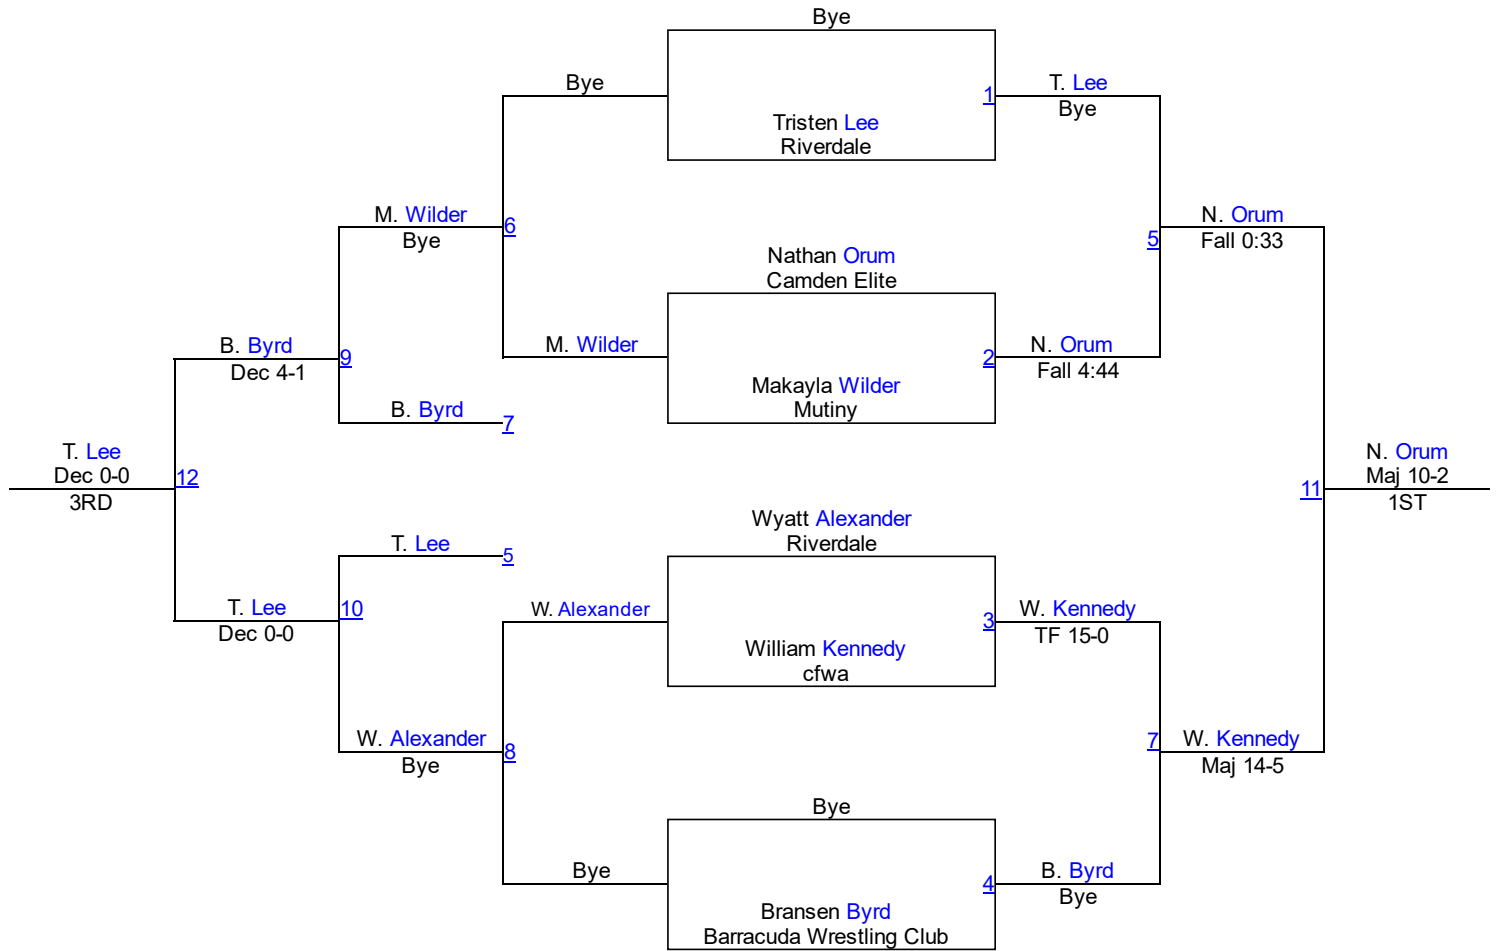 Bye
Bye
1
T. Lee
Bye
Tristen Lee
Riverdale
M. Wilder
Bye
6
N. Orum
Fall 0:33
5
Nathan Orum
Camden Elite
B. Byrd
Dec 4-1
9
M. Wilder
2
N. Orum
Fall 4:44
Makayla Wilder
Mutiny
B. Byrd
7
T. Lee
Dec 0-0
3RD
12
N. Orum
Maj 10-2
1ST
11
Wyatt Alexander
Riverdale
T. Lee
5
T. Lee
Dec 0-0
10
W. Alexander
3
W. Kennedy
TF 15-0
William Kennedy
cfwa
W. Alexander
Bye
8
7
W. Kennedy
Maj 14-5
Bye
Bye
4
B. Byrd
Bye
Bransen Byrd
Barracuda Wrestling Club